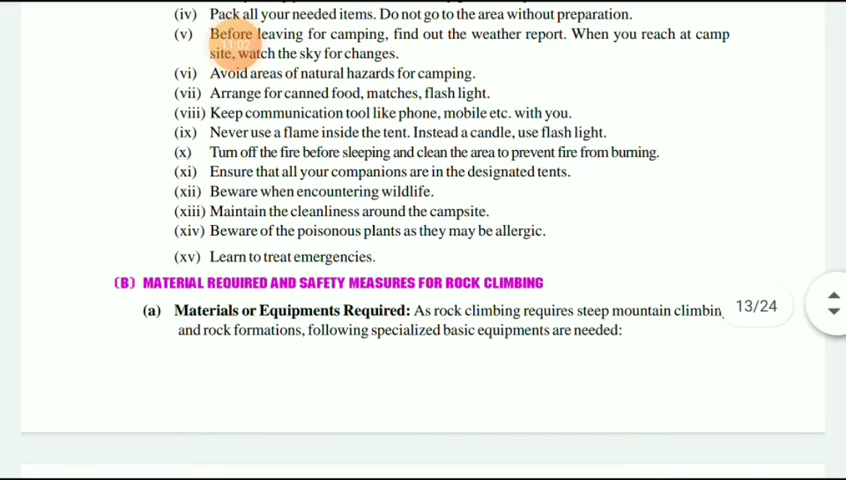 (iv) Pack all your needed items. Do not go to the area without preparation.
(v) Before leaving for camping, find out the weather report. When you reach at camp
site, watch the sky for changes.
(vi) Avoid areas of natural hazards for camping.
(vii) Arrange for canned food, matches, flash light.
(viii) Keep communication tool like phone, mobile etc. with you.
(ix) Never use a flame inside the tent. Instead a candle, use flash light.
(x) Turn off the fire before sleeping and clean the area to prevent fire from burning.
(xi) Ensure that all your companions are in the designated tents.
(xii) Beware when encountering wildlife.
(xiii) Maintain the cleanliness around the campsite.
(xiv) Beware of the poisonous plants as they may be allergic.
(xv) Learn to treat emergencies.
(B) MATERIAL REQUIRED AND SAFETY MEASURES FOR ROCK CLIMBING
(a) Materials or Equipments Required: As rock climbing requires steep mountain climbin
13/24
and rock formations, following specialized basic equipments are needed: